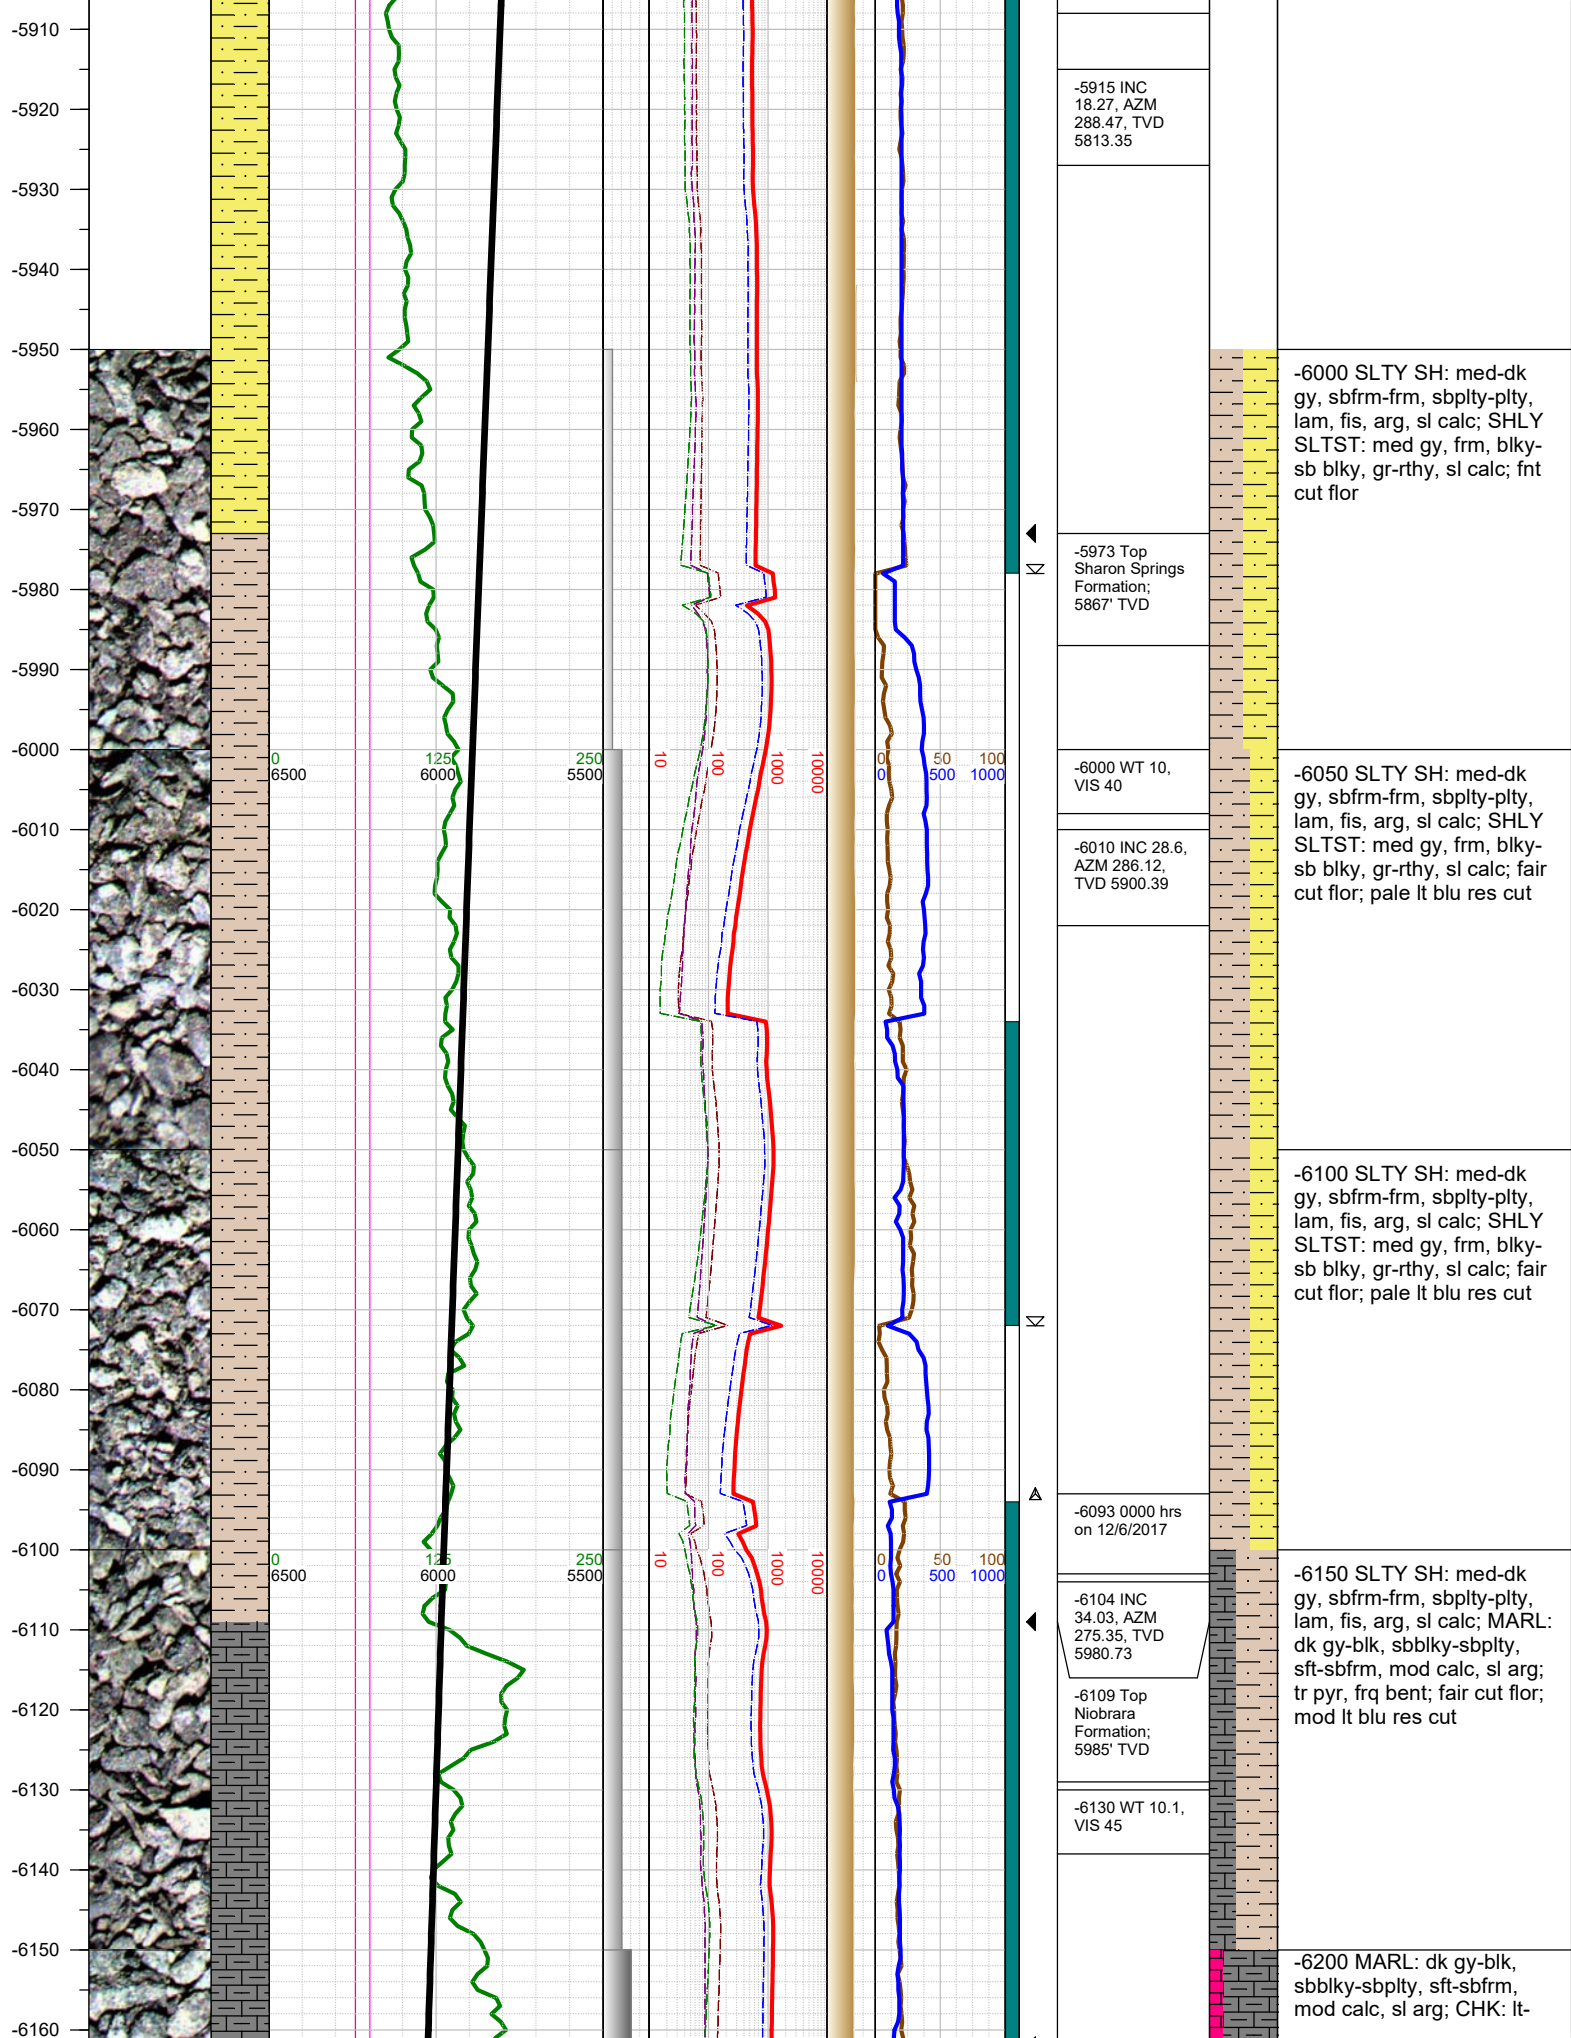 -5910
-5920
-5930
-5940
-5950
-5960
-5970
-5980
-5990
-6000
-6010
-6020
-6030
-6040
-6050
-6060
-6070
-6080
-6090
-6100
-6110
-6120
-6130
-6140
-6150
-6160
0 125 250
6500 6000 5500
10 100 1000 10000
0 50 100
0 500 1000
0 125 250
6500 6000 5500
10 100 1000 10000
0 50 100
0 500 1000
-5915 INC
18.27, AZM
288.47, TVD
5813.35
-5973 Top
Sharon Springs
Formation;
5867' TVD
-6000 WT 10,
VIS 40
-6010 INC 28.6,
AZM 286.12,
TVD 5900.39
-6093 0000 hrs
on 12/6/2017
-6104 INC
34.03, AZM
275.35, TVD
5980.73
-6109 Top
Niobrara
Formation;
5985' TVD
-6130 WT 10.1,
VIS 45
-6000 SLTY SH: med-dk
gy, sbfrm-frm, sbplty-plty,
lam, fis, arg, sl calc; SHLY
SLTST: med gy, frm, blky-
sb blky, gr-rthy, sl calc; fnt
cut flor
-6050 SLTY SH: med-dk
gy, sbfrm-frm, sbplty-plty,
lam, fis, arg, sl calc; SHLY
SLTST: med gy, frm, blky-
sb blky, gr-rthy, sl calc; fair
cut flor; pale lt blu res cut
-6100 SLTY SH: med-dk
gy, sbfrm-frm, sbplty-plty,
lam, fis, arg, sl calc; SHLY
SLTST: med gy, frm, blky-
sb blky, gr-rthy, sl calc; fair
cut flor; pale lt blu res cut
-6150 SLTY SH: med-dk
gy, sbfrm-frm, sbplty-plty,
lam, fis, arg, sl calc; MARL:
dk gy-blk, sbblky-sbplty,
sft-sbfrm, mod calc, sl arg;
tr pyr, frq bent; fair cut flor;
mod lt blu res cut
-6200 MARL: dk gy-blk,
sbblky-sbplty, sft-sbfrm,
mod calc, sl arg; CHK: lt-